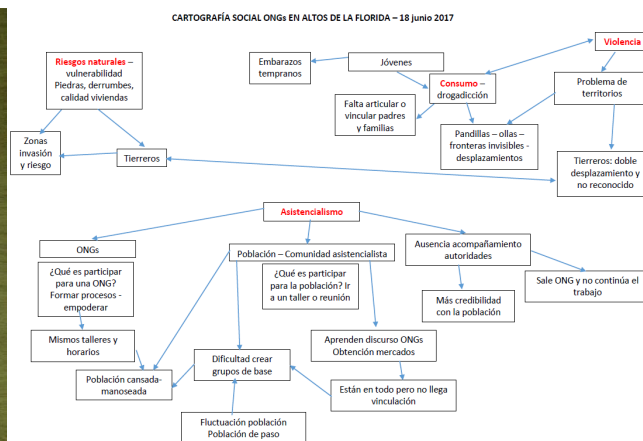 CARTOGRAFÍA SOCIAL ONGs EN ALTOS DE LA FLORIDA – 18 junio 2017
Riesgos naturales –
vulnerabilidad
Piedras, derrumbes,
calidad viviendas
Zonas
invasión
y riesgo
Tierreros
Embarazos
tempranos
Jóvenes
Consumo –
drogadicción
Falta articular o
vincular padres
y familias
Violencia
Problema de
territorios
Pandillas – ollas –
fronteras invisibles -
desplazamientos
Tierreros: doble
desplazamiento y
no reconocido
Asistencialismo
ONGs
¿Qué es participar
para una ONG?
Formar procesos -
empoderar
Mismos talleres y
horarios
Población cansada-
manoseada
Población – Comunidad asistencialista
¿Qué es participar
para la población? Ir
a un taller o reunión
Dificultad crear
grupos de base
Fluctuación población
Población de paso
Aprenden discurso ONGs
Obtención mercados
Están en todo pero no llega
vinculación
Ausencia acompañamiento
autoridades
Más credibilidad
con la población
Sale ONG y no continúa el
trabajo